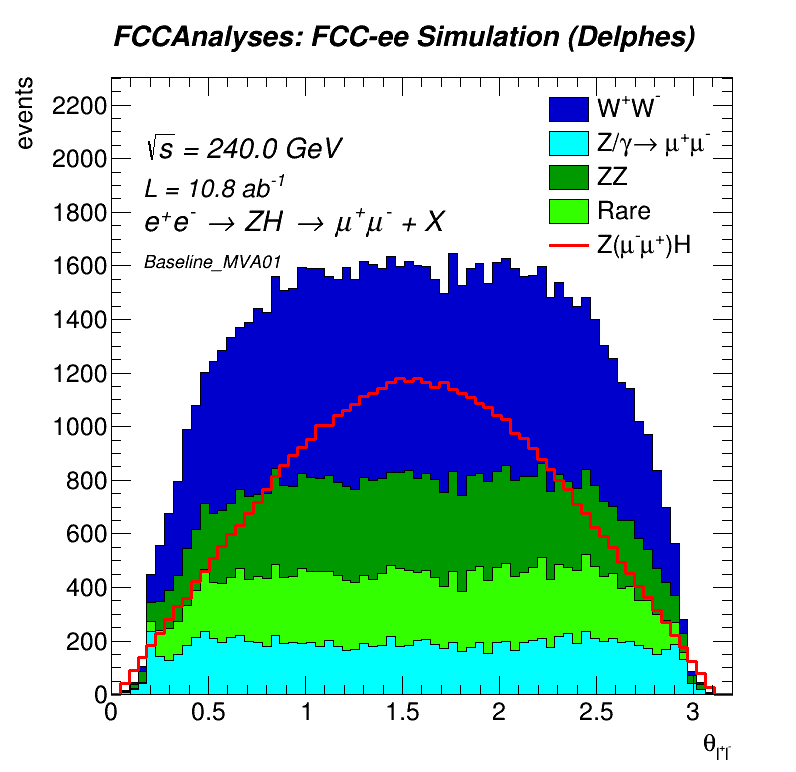 FCCAnalyses: FCC-ee Simulation (Delphes)
events
2200
2000
1800
1600
1400
1200
1000
800
600
400
200
0
√s = 240.0 GeV
L = 10.8 ab⁻¹
e⁺e⁻ → ZH → μ⁺μ⁻ + X
Baseline_MVA01
W⁺W⁻
Z/γ→ μ⁺μ⁻
ZZ
Rare
Z(μ⁻μ⁺)H
0 0.5 1 1.5 2 2.5 3
θ_l⁺l⁻